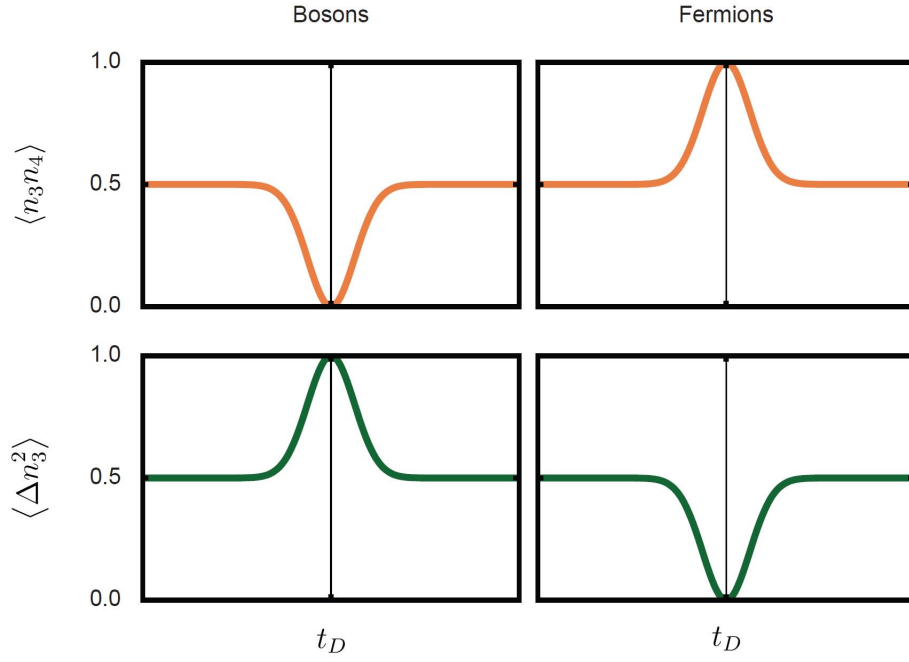 Bosons Fermions
1.0
⟨n₃n₄⟩ 0.5
0.0
1.0
⟨Δn₃²⟩ 0.5
0.0
t_D t_D